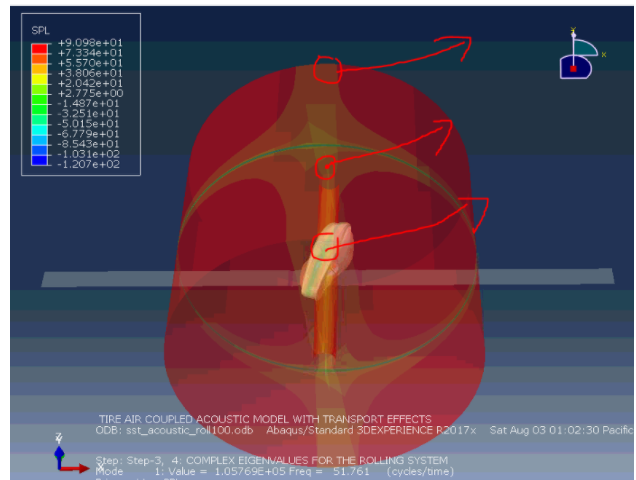 SPL
+9.098e+01
+7.334e+01
+5.570e+01
+3.806e+01
+2.042e+01
+2.775e+00
-1.487e+01
-3.251e+01
-5.015e+01
-6.779e+01
-8.543e+01
-1.031e+02
-1.207e+02
Y
X
TIRE AIR COUPLED ACOUSTIC MODEL WITH TRANSPORT EFFECTS
ODB: sst_acoustic_roll100.odb Abaqus/Standard 3DEXPERIENCE R2017x Sat Aug 03 01:02:30 Pacific
Step: Step-3, 4: COMPLEX EIGENVALUES FOR THE ROLLING SYSTEM
Mode 1: Value = 1.05769E+05 Freq = 51.761 (cycles/time)